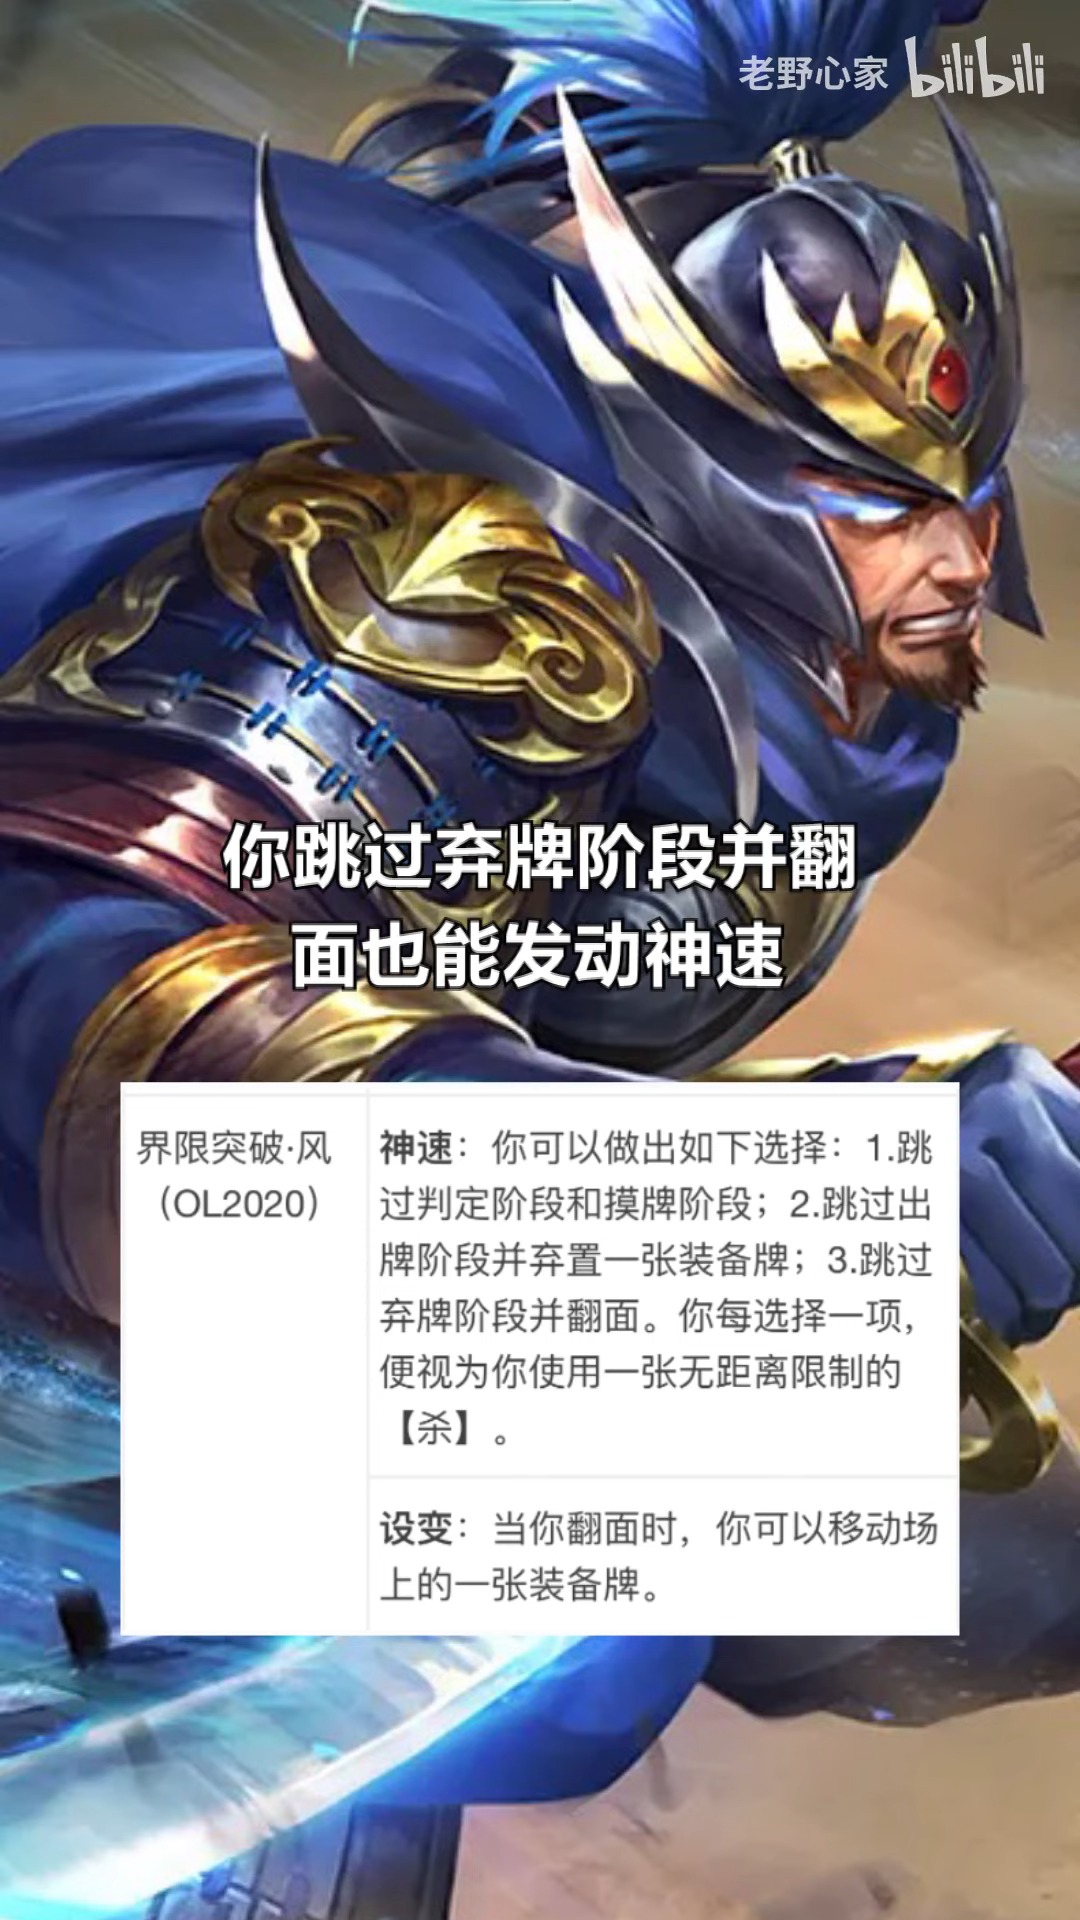 老野心家 bilibili
你跳过弃牌阶段并翻
面也能发动神速
界限突破·风
（OL2020）
神速：你可以做出如下选择：1.跳
过判定阶段和摸牌阶段；2.跳过出
牌阶段并弃置一张装备牌；3.跳过
弃牌阶段并翻面。你每选择一项，
便视为你使用一张无距离限制的
【杀】。
设变：当你翻面时，你可以移动场
上的一张装备牌。